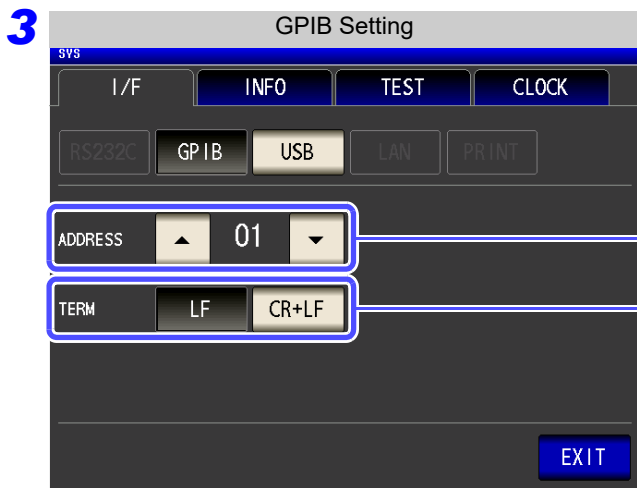 3
GPIB Setting
SYS
I/F INFO TEST CLOCK
RS232C GPIB USB LAN PRINT
ADDRESS 01
TERM LF CR+LF
EXIT